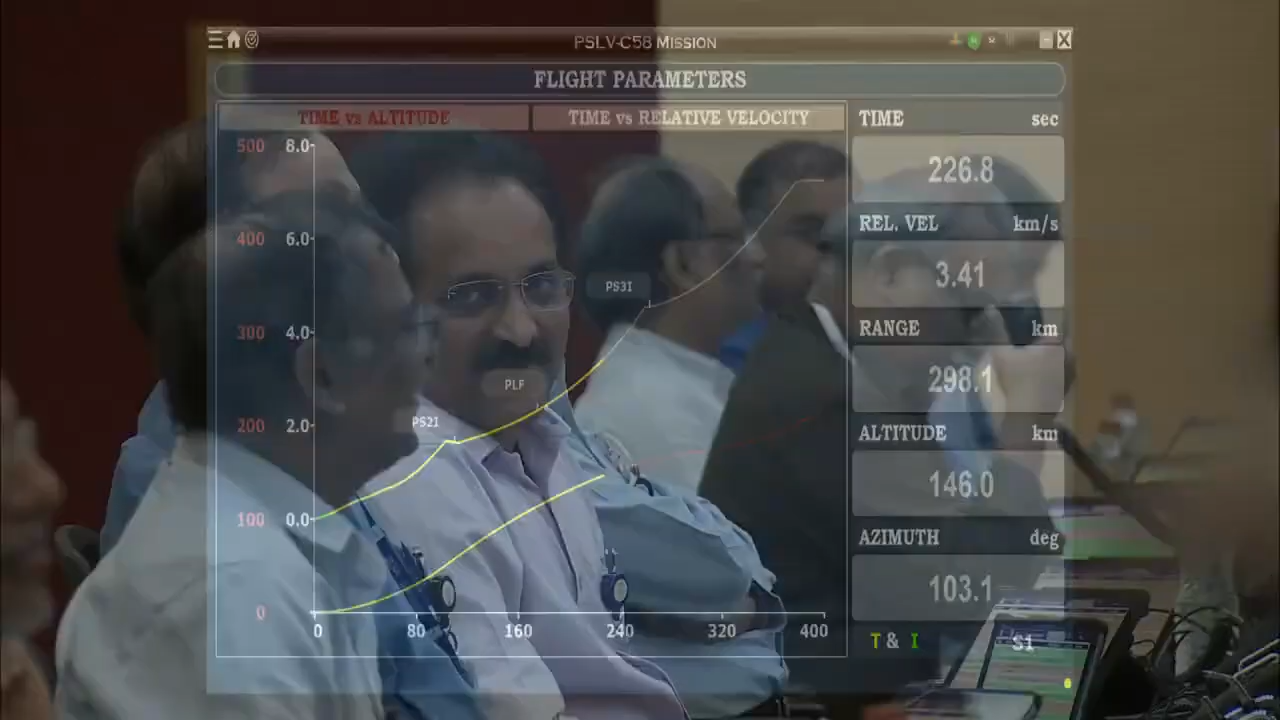 PSLV-C58 MISSION
FLIGHT PARAMETERS
TIME vs ALTITUDE
TIME vs RELATIVE VELOCITY
500 8.0
400 6.0
300 4.0
200 2.0
100 0.0
0
PS2I
PLF
PS3I
0 80 160 240 320 400
TIME sec
226.8
REL. VEL km/s
3.41
RANGE km
298.1
ALTITUDE km
146.0
AZIMUTH deg
103.1
T & I S1